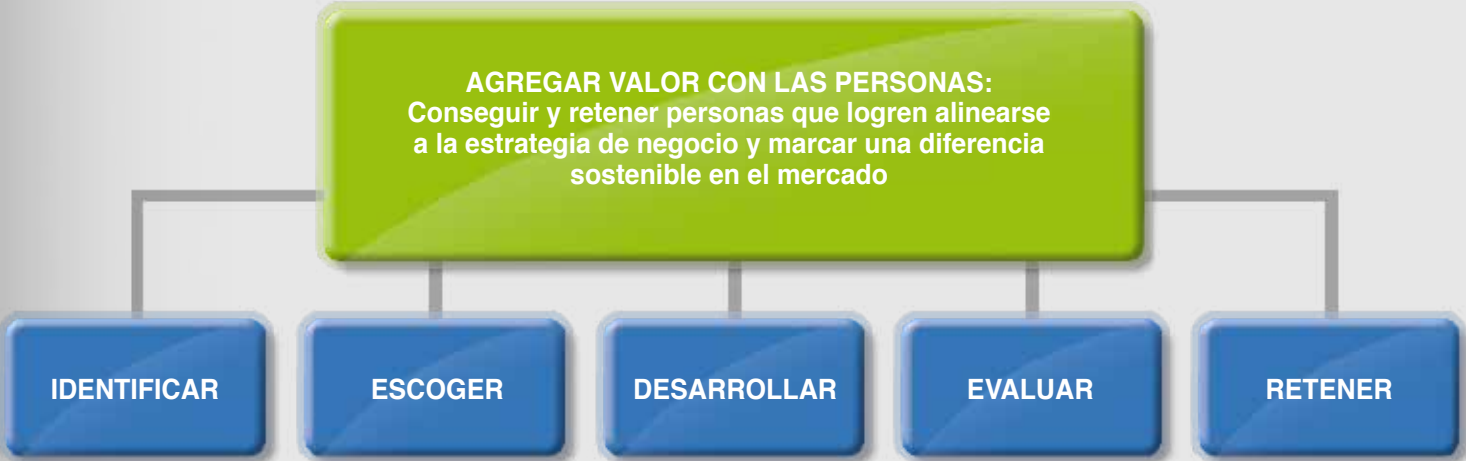 AGREGAR VALOR CON LAS PERSONAS:
Conseguir y retener personas que logren alinearse
a la estrategia de negocio y marcar una diferencia
sostenible en el mercado
IDENTIFICAR
ESCOGER
DESARROLLAR
EVALUAR
RETENER